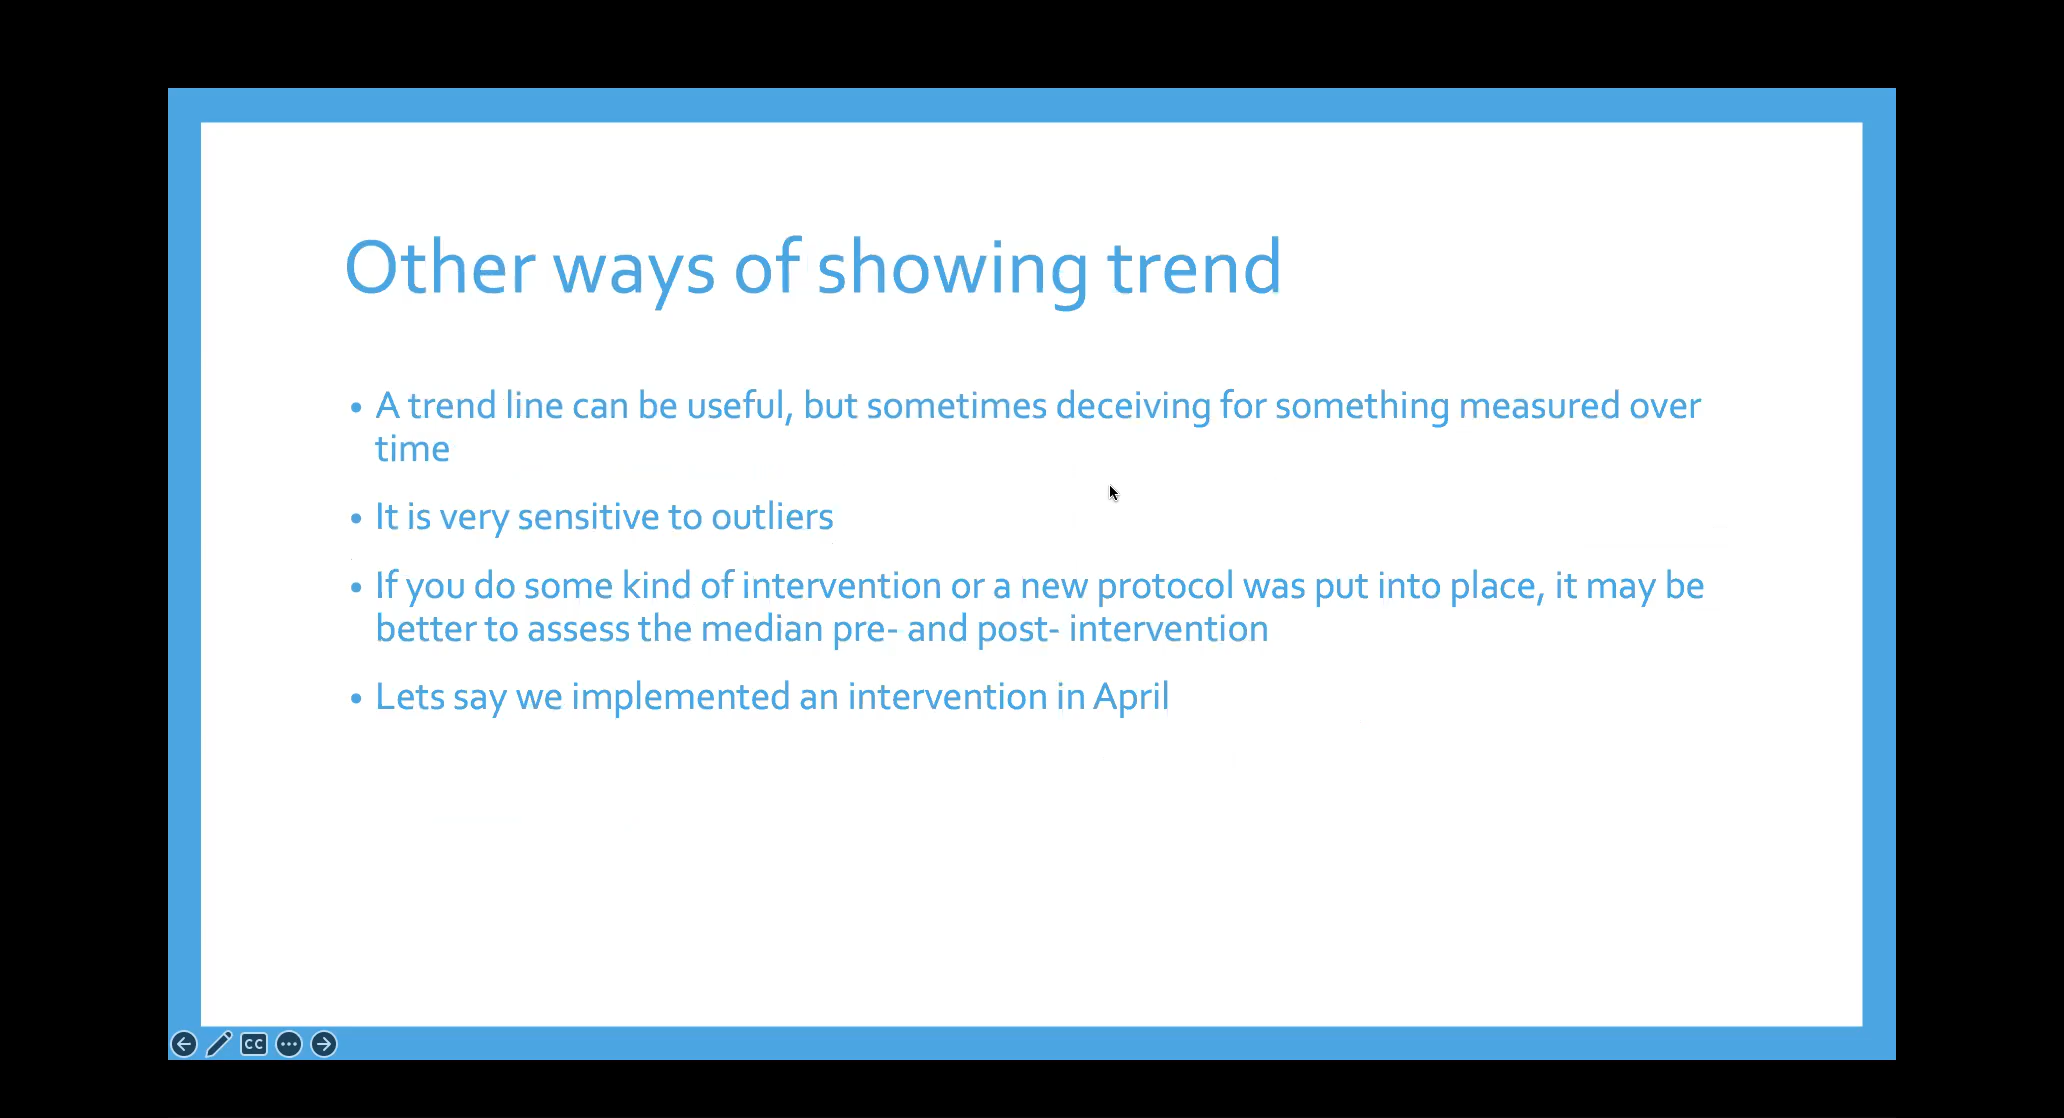 Other ways of showing trend
• A trend line can be useful, but sometimes deceiving for something measured over
time
• It is very sensitive to outliers
• If you do some kind of intervention or a new protocol was put into place, it may be
better to assess the median pre- and post- intervention
• Lets say we implemented an intervention in April
CC